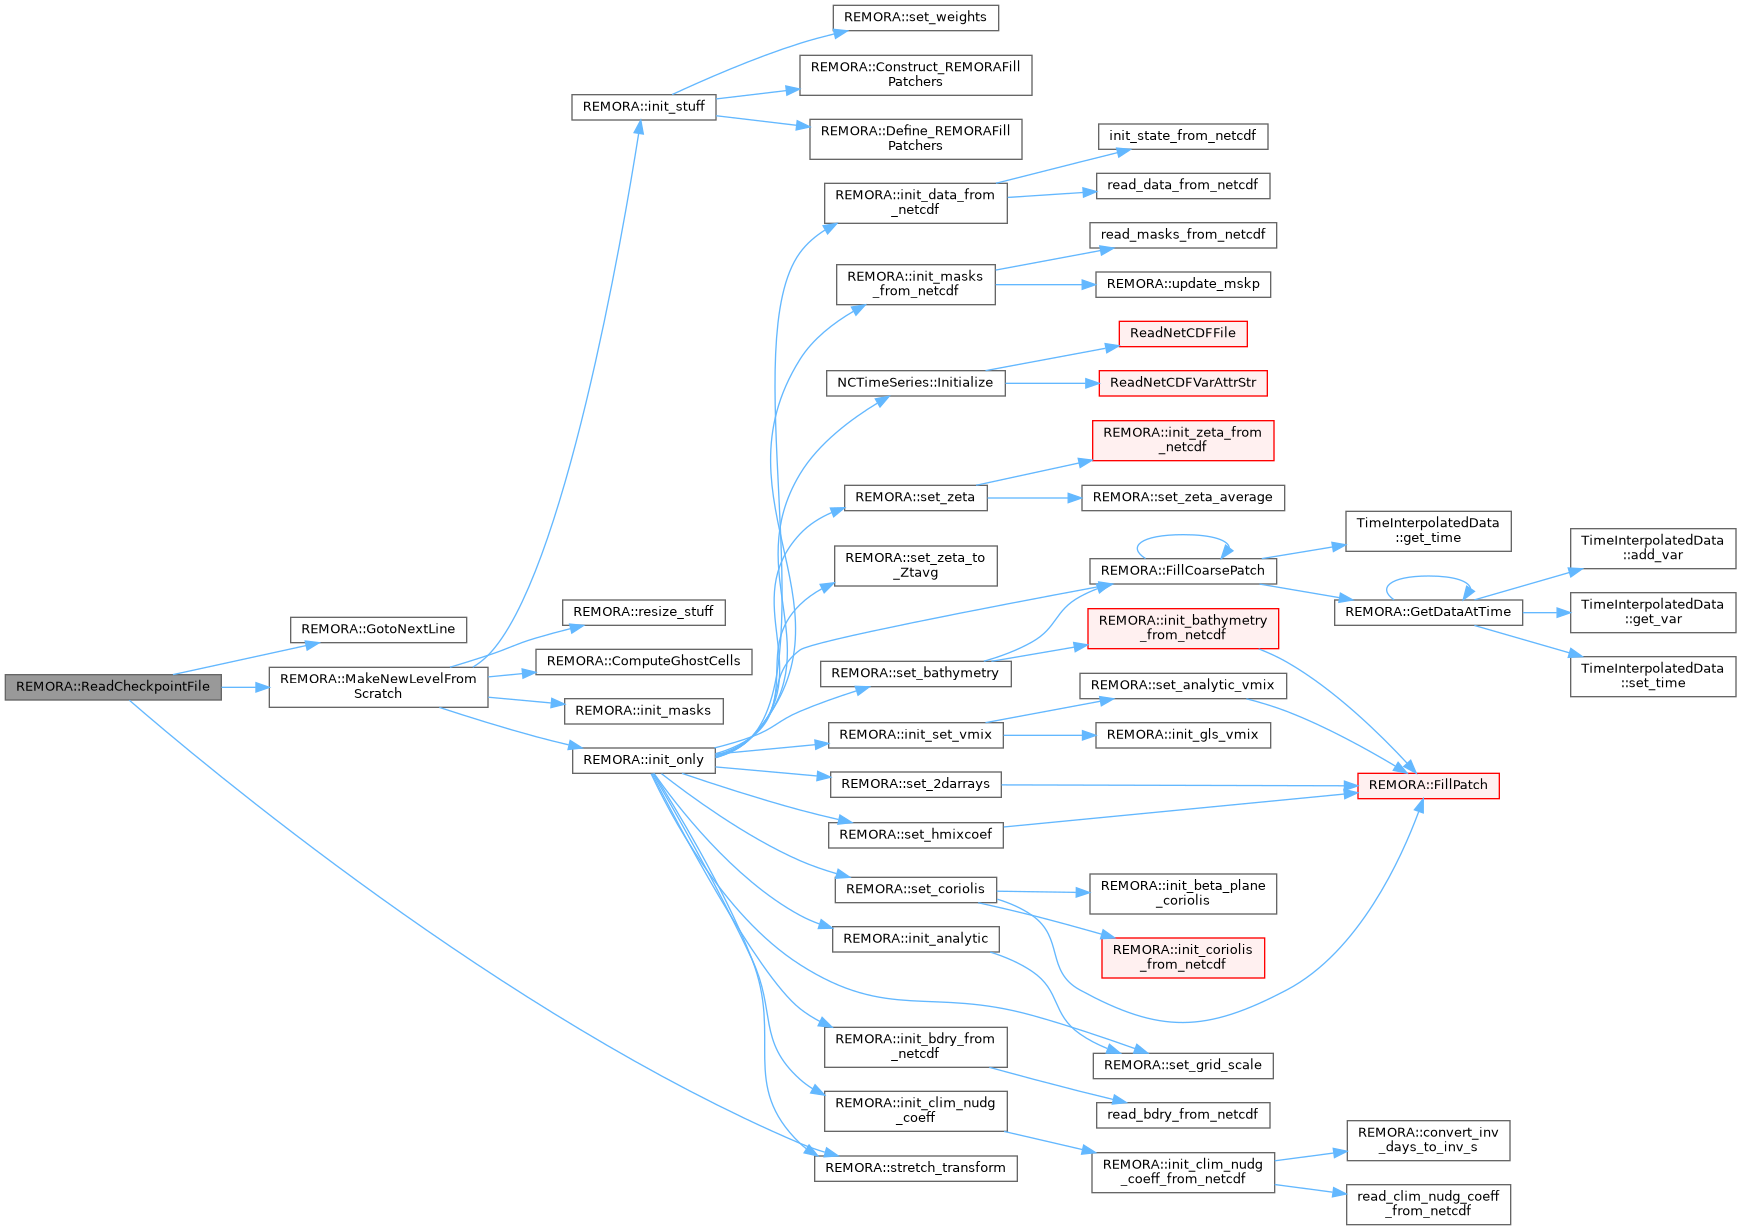 REMORA::set_weights
REMORA::Construct_REMORAFill
Patchers
REMORA::init_stuff
REMORA::Define_REMORAFill
Patchers
init_state_from_netcdf
read_data_from_netcdf
REMORA::init_data_from
_netcdf
read_masks_from_netcdf
REMORA::init_masks
_from_netcdf
REMORA::update_mskp
ReadNetCDFFile
NCTimeSeries::Initialize
ReadNetCDFVarAttrStr
REMORA::init_zeta_from
_netcdf
REMORA::set_zeta
REMORA::set_zeta_average
TimeInterpolatedData
::get_time
TimeInterpolatedData
::add_var
REMORA::set_zeta_to
_Ztavg
REMORA::FillCoarsePatch
REMORA::GetDataAtTime
TimeInterpolatedData
::get_var
REMORA::resize_stuff
REMORA::GotoNextLine
REMORA::init_bathymetry
_from_netcdf
REMORA::ComputeGhostCells
REMORA::set_bathymetry
TimeInterpolatedData
::set_time
REMORA::ReadCheckpointFile
REMORA::MakeNewLevelFrom
Scratch
REMORA::set_analytic_vmix
REMORA::init_masks
REMORA::init_set_vmix
REMORA::init_gls_vmix
REMORA::init_only
REMORA::set_2darrays
REMORA::FillPatch
REMORA::set_hmixcoef
REMORA::set_coriolis
REMORA::init_beta_plane
_coriolis
REMORA::init_analytic
REMORA::init_coriolis
_from_netcdf
REMORA::init_bdry_from
_netcdf
REMORA::set_grid_scale
REMORA::init_clim_nudg
_coeff
read_bdry_from_netcdf
REMORA::convert_inv
_days_to_inv_s
REMORA::stretch_transform
REMORA::init_clim_nudg
_coeff_from_netcdf
read_clim_nudg_coeff
_from_netcdf